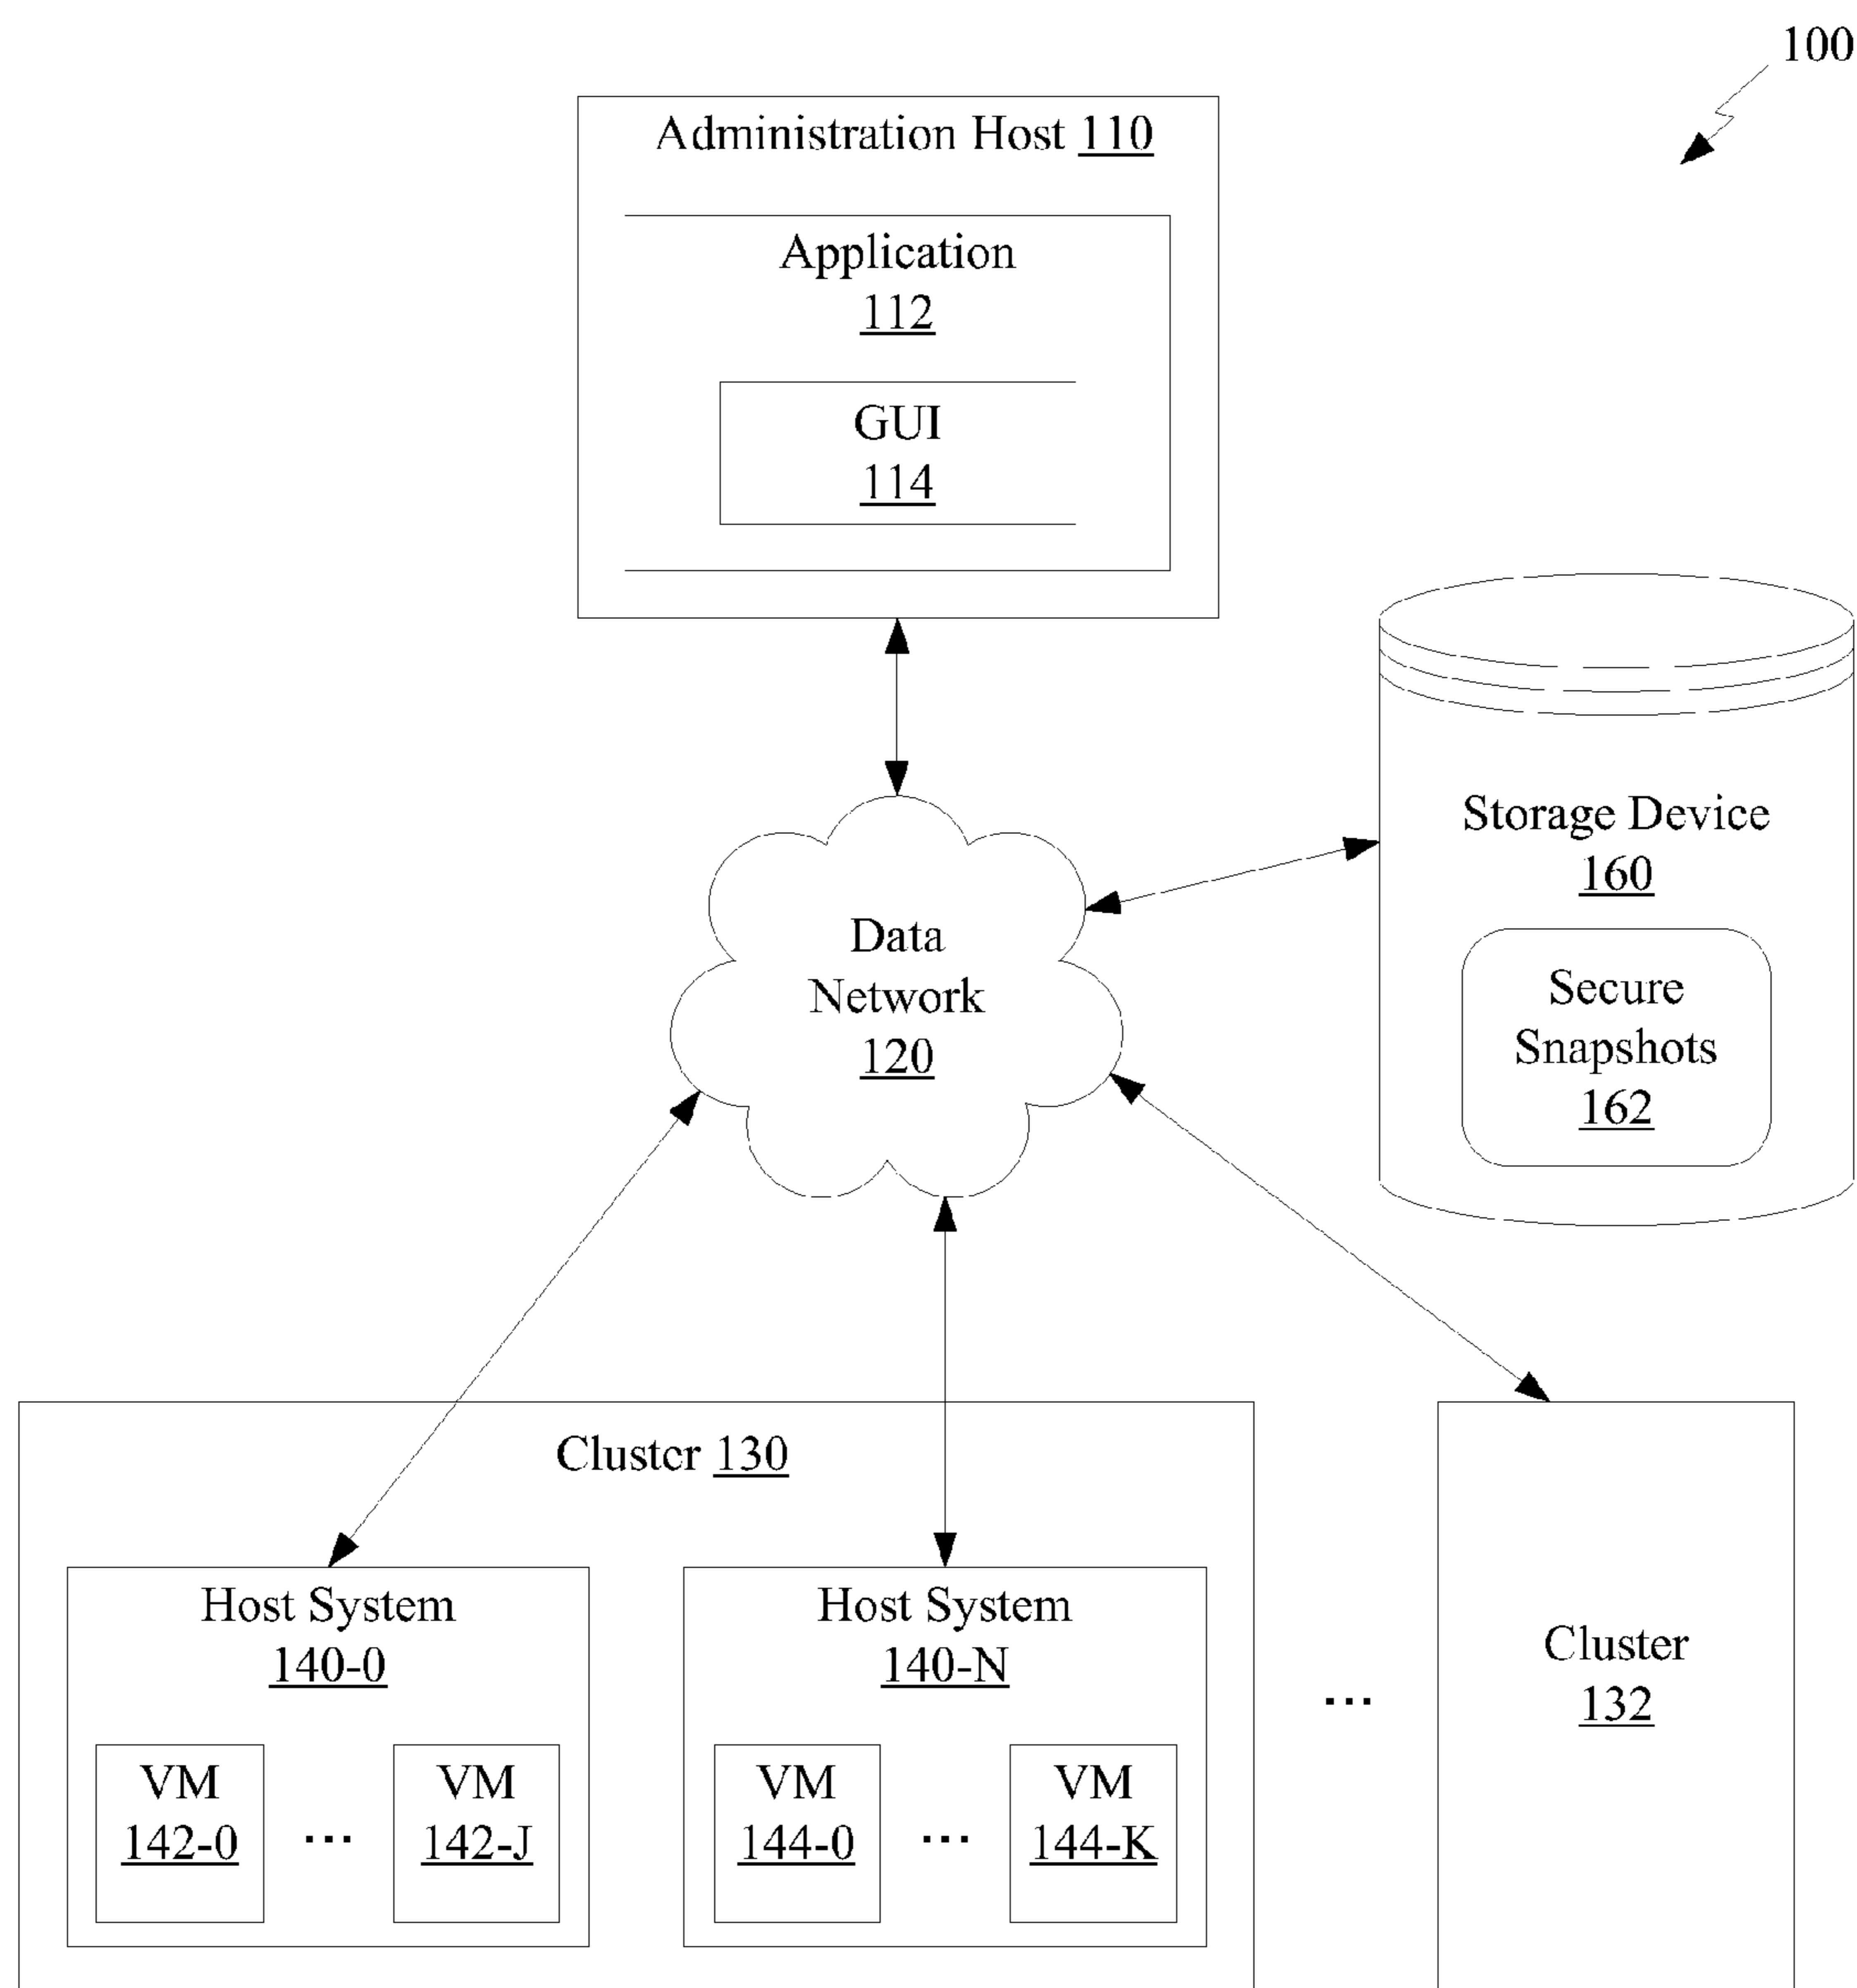 100
Administration Host 110
Application
112
GUI
114
Storage Device
160
Secure
Snapshots
162
Data
Network
120
Cluster 130
Host System
140-0
VM
142-0
...
VM
142-J
Host System
140-N
VM
144-0
...
VM
144-K
...
Cluster
132